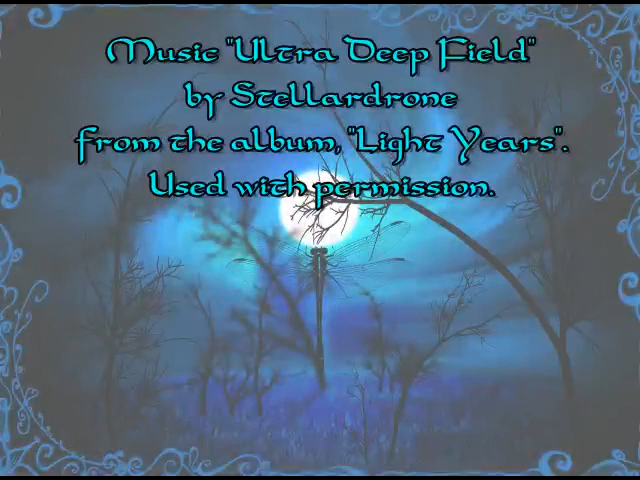 Music "Ultra Deep Field"
by Stellardrone
from the album, "Light Years".
Used with permission.